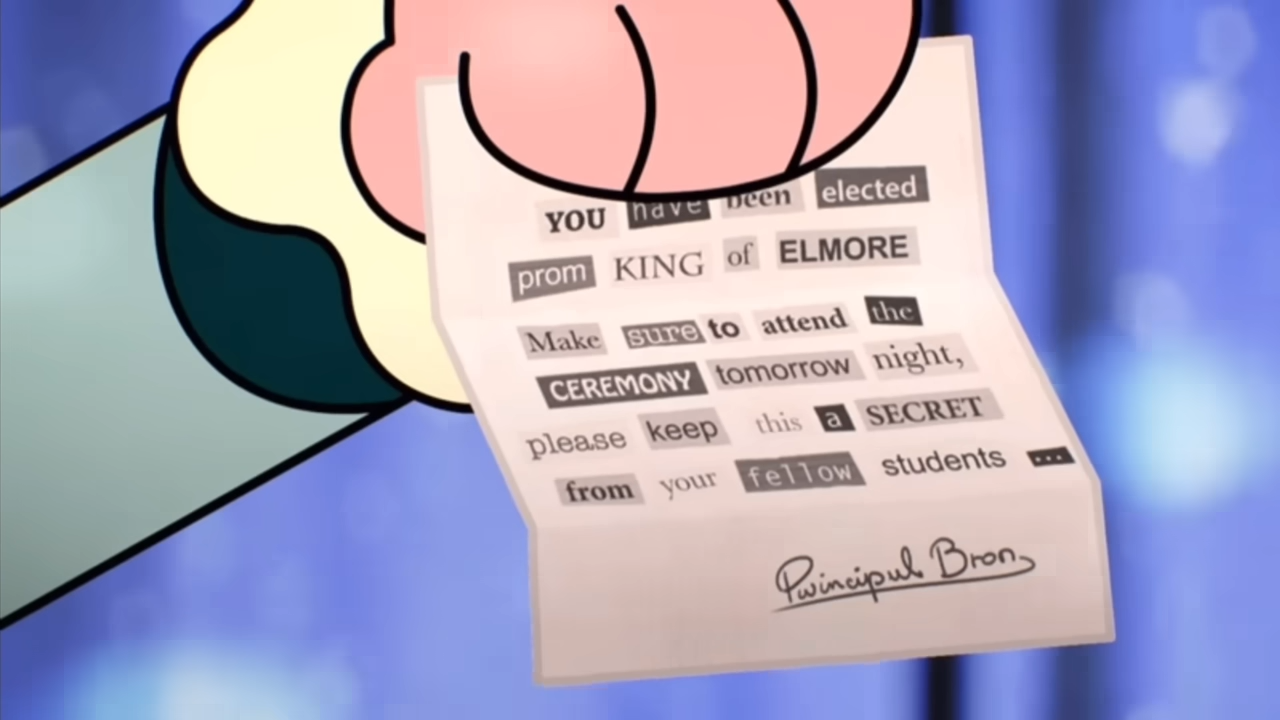 YOU have been elected
prom KING of ELMORE
Make sure to attend the
CEREMONY tomorrow night,
please keep this a SECRET
from your fellow students ...
Pwincipul Bron